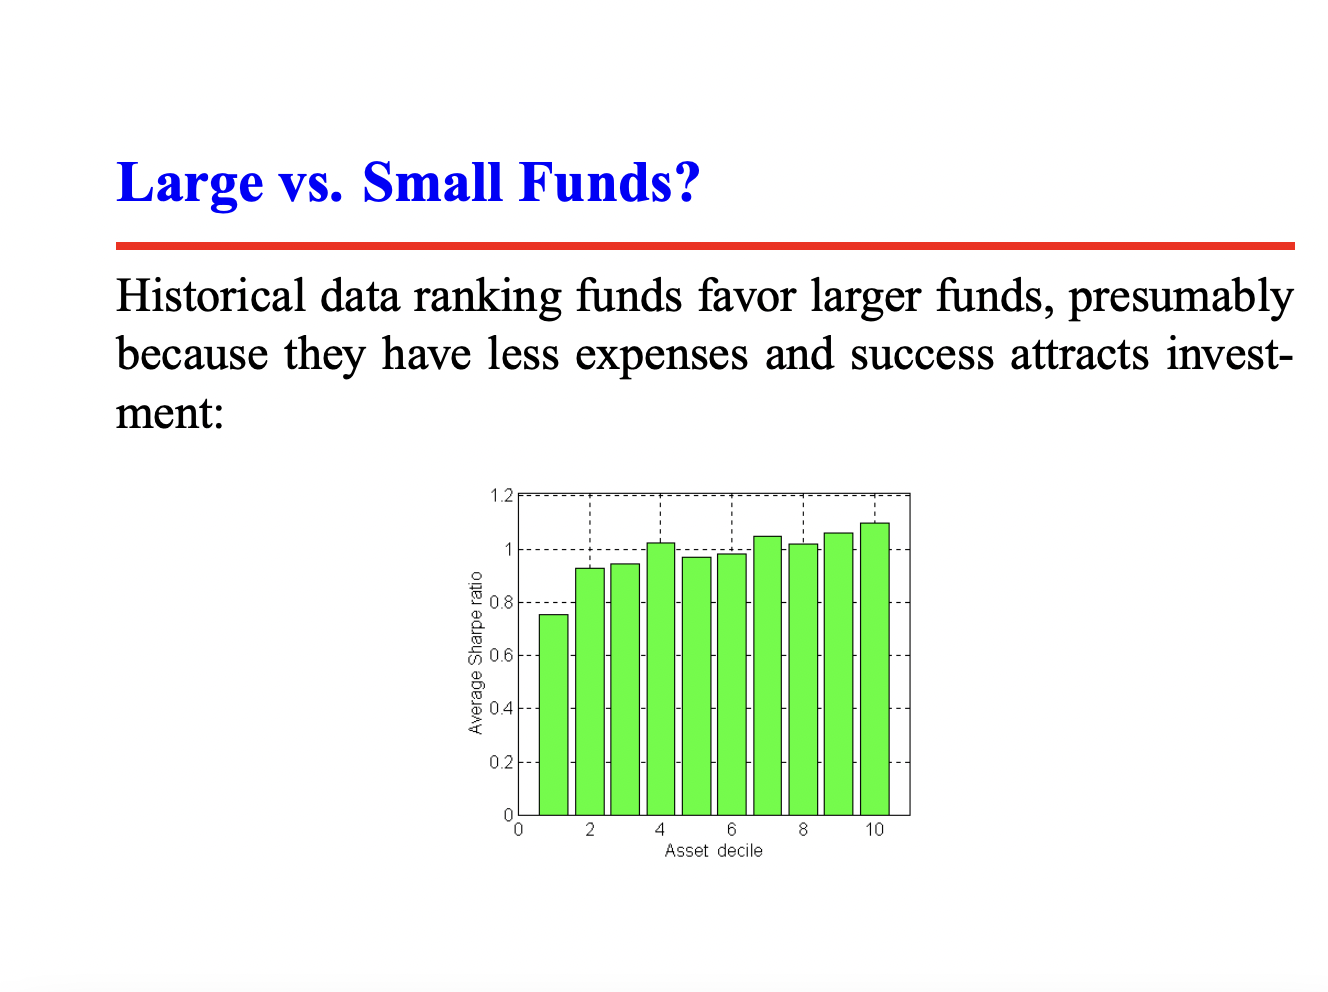 Large vs. Small Funds?
Historical data ranking funds favor larger funds, presumably
because they have less expenses and success attracts invest-
ment:
1.2
1
0.8
0.6
0.4
0.2
0
Average Sharpe ratio
0 2 4 6 8 10
Asset decile